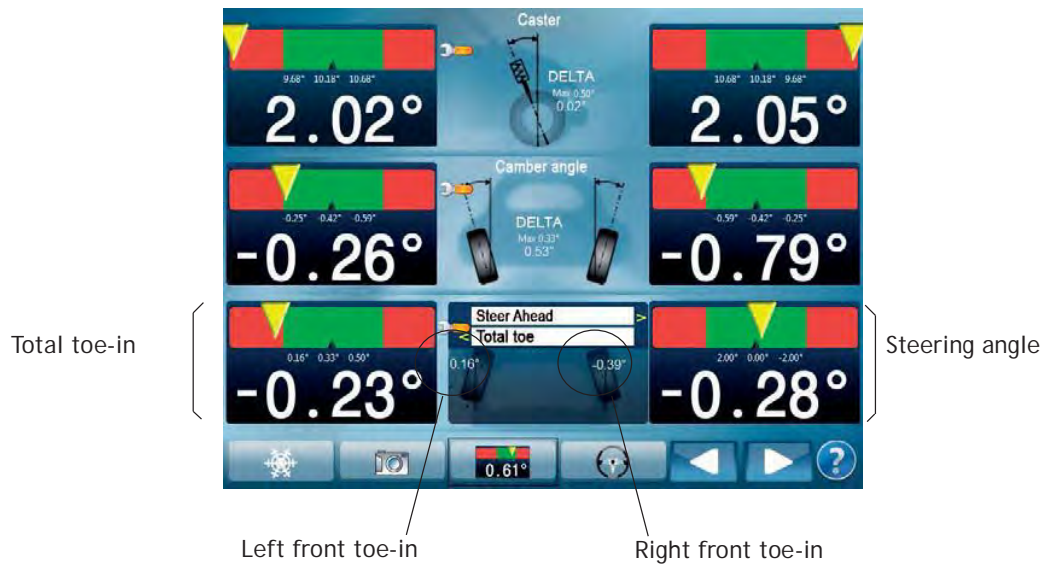 Caster
9.68° 10.18° 10.68°
2.02°
DELTA
Max 0.50°
0.02°
10.68° 10.18° 9.68°
2.05°
Camber angle
-0.25° -0.42° -0.59°
-0.26°
DELTA
Max 0.33°
0.53°
-0.59° -0.42° -0.25°
-0.79°
Total toe-in
0.16° 0.33° 0.50°
-0.23°
Steer Ahead >
< Total toe
0.16° -0.39°
2.00° 0.00° -2.00°
-0.28°
Steering angle
0.61°
?
Left front toe-in
Right front toe-in